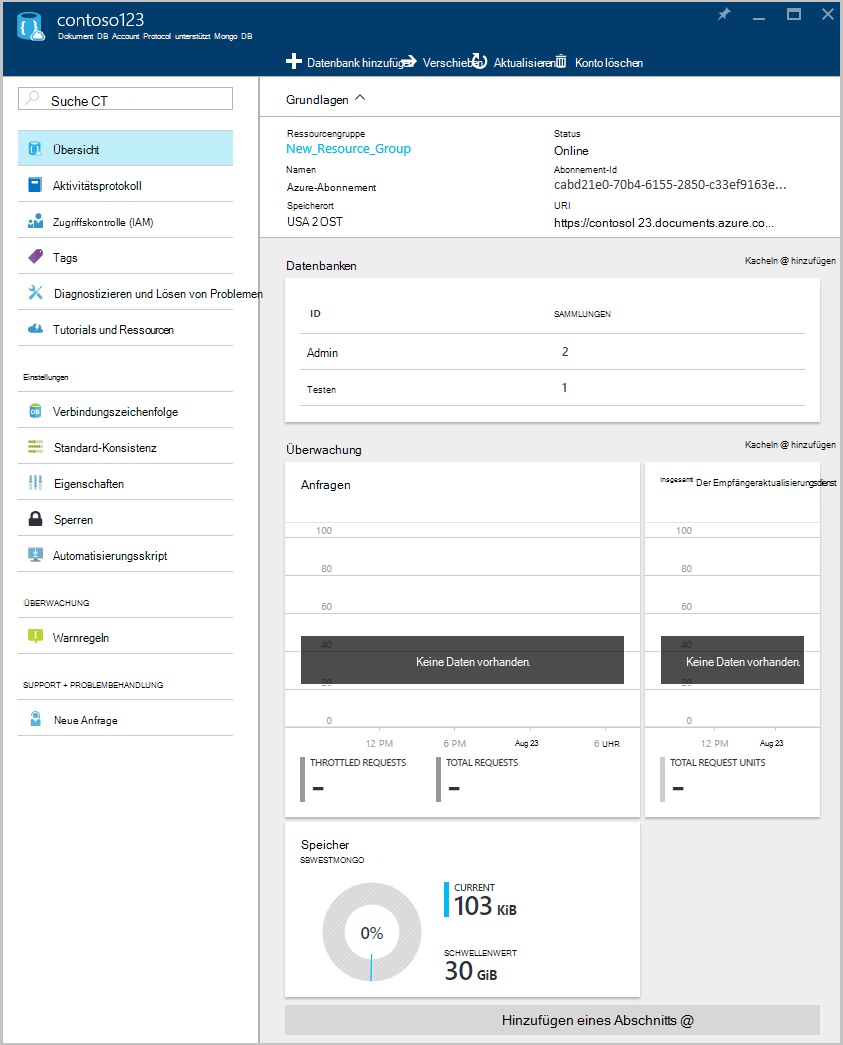 contoso123
Dokument DB Account Protocol unterstützt Mongo DB
Datenbank hinzufügen Verschieben Aktualisieren Konto löschen
Suche CT
Übersicht
Aktivitätsprotokoll
Zugriffskontrolle (IAM)
Tags
Diagnostizieren und Lösen von Problemen
Tutorials und Ressourcen
Einstellungen
Verbindungszeichenfolge
Standard-Konsistenz
Eigenschaften
Sperren
Automatisierungsskript
ÜBERWACHUNG
Warnregeln
SUPPORT + PROBLEMBEHANDLUNG
Neue Anfrage
Grundlagen
Ressourcengruppe
New_Resource_Group
Namen
Azure-Abonnement
Speicherort
USA 2 OST
Status
Online
Abonnement-Id
cabd21e0-70b4-6155-2850-c33ef9163e...
URI
https://contosol 23.documents.azure.co...
Datenbanken
Kacheln @ hinzufügen
ID SAMMLUNGEN
Admin 2
Testen 1
Überwachung
Kacheln @ hinzufügen
Anfragen
100
80
60
40
Keine Daten vorhanden.
20
0
12 PM 6 PM Aug 23 6 UHR
THROTTLED REQUESTS
–
TOTAL REQUESTS
–
Insgesamt Der Empfängeraktualisierungsdienst
100
80
60
40
Keine Daten vorhanden.
20
0
12 PM Aug 23
TOTAL REQUEST UNITS
–
Speicher
SBWESTMONGO
0%
CURRENT
103 KiB
SCHWELLENWERT
30 GiB
Hinzufügen eines Abschnitts @